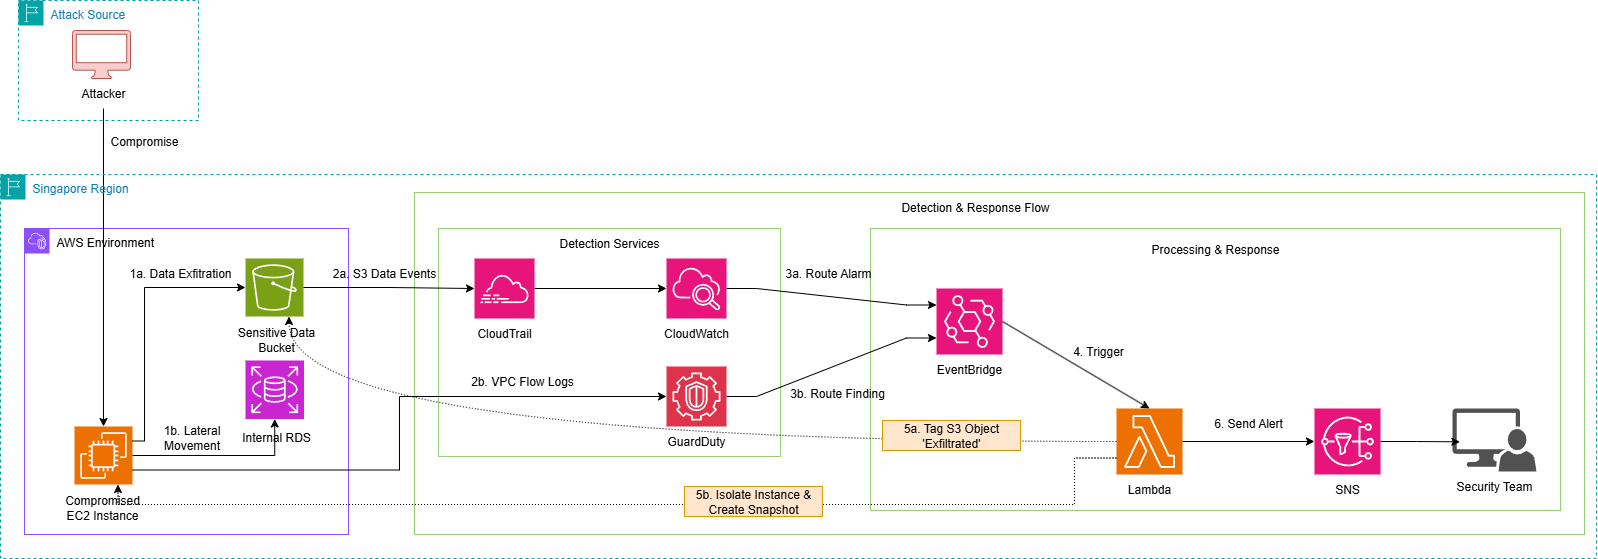 Attack Source
Attacker
Compromise
Singapore Region
Detection & Response Flow
AWS Environment
Detection Services
Processing & Response
1a. Data Exfitration
2a. S3 Data Events
3a. Route Alarm
Sensitive Data
Bucket
CloudTrail
CloudWatch
EventBridge
4. Trigger
2b. VPC Flow Logs
3b. Route Finding
1b. Lateral
Movement
Internal RDS
GuardDuty
5a. Tag S3 Object
'Exfiltrated'
6. Send Alert
Compromised
EC2 Instance
5b. Isolate Instance &
Create Snapshot
Lambda
SNS
Security Team